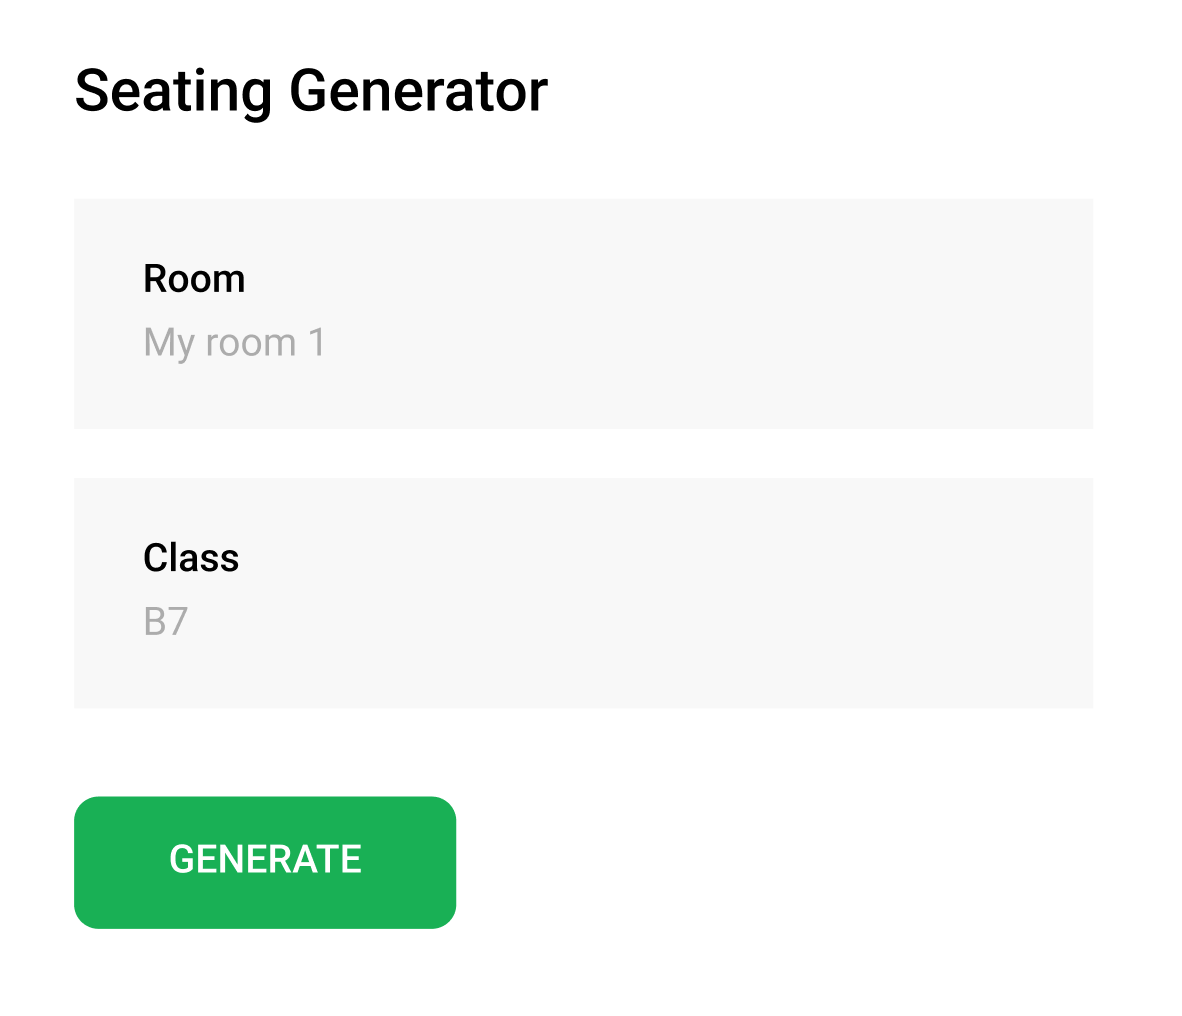 Seating Generator
Room
My room 1
Class
B7
GENERATE